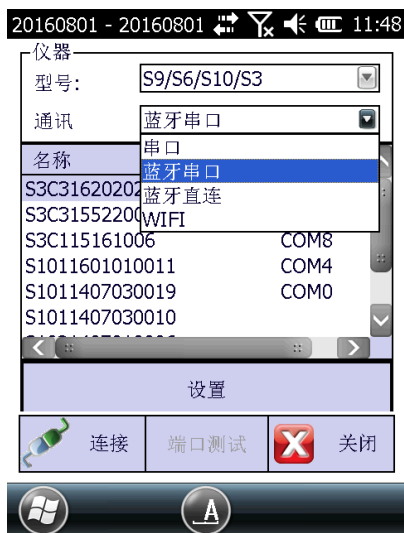 20160801 - 20160801 11:48
仪器
型号: S9/S6/S10/S3
通讯 蓝牙串口
串口
名称
蓝牙串口
S3C31620202
蓝牙直连
S3C31552200
WIFI
S3C115161006 COM8
S1011601010011 COM4
S1011407030019 COM0
S1011407030010
设置
连接 端口测试 关闭
A